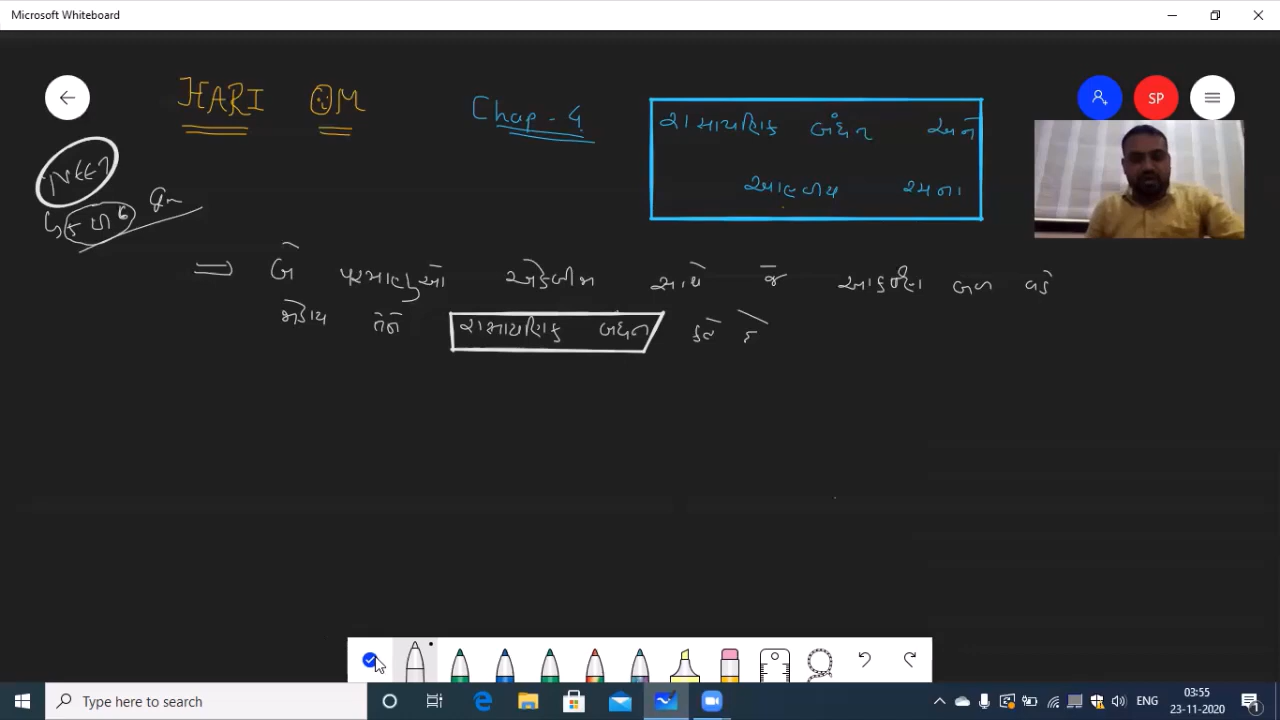 Microsoft Whiteboard
HARI OM
Chap - 4
રાસાયણિક બંધન અને
આણ્વીય રચના
NEET
SP
⇒ બે પરમાણુઓ એકબીજા સાથે જે આકર્ષણ બળ વડે
જોડાય તેને રાસાયણિક બંધન કહે છે
Type here to search
ENG
03:55
23-11-2020